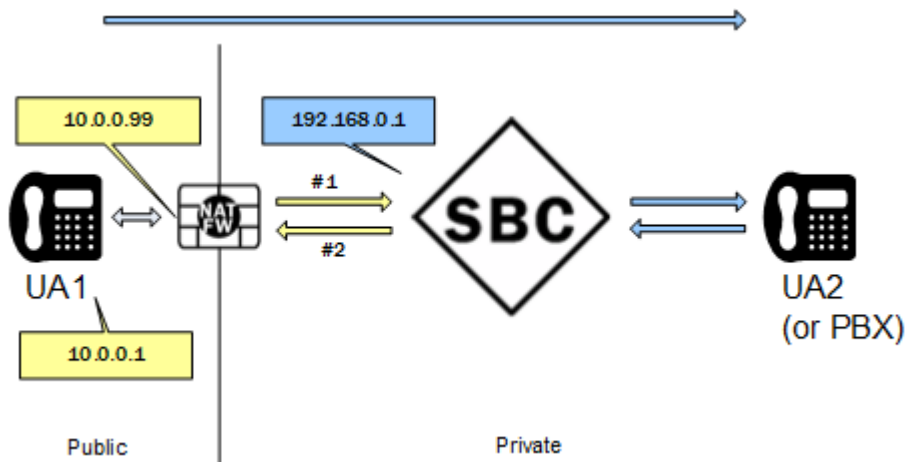 10.0.0.99
192.168.0.1
#1
NAT
FW
SBC
#2
UA1
UA2
(or PBX)
10.0.0.1
Public
Private